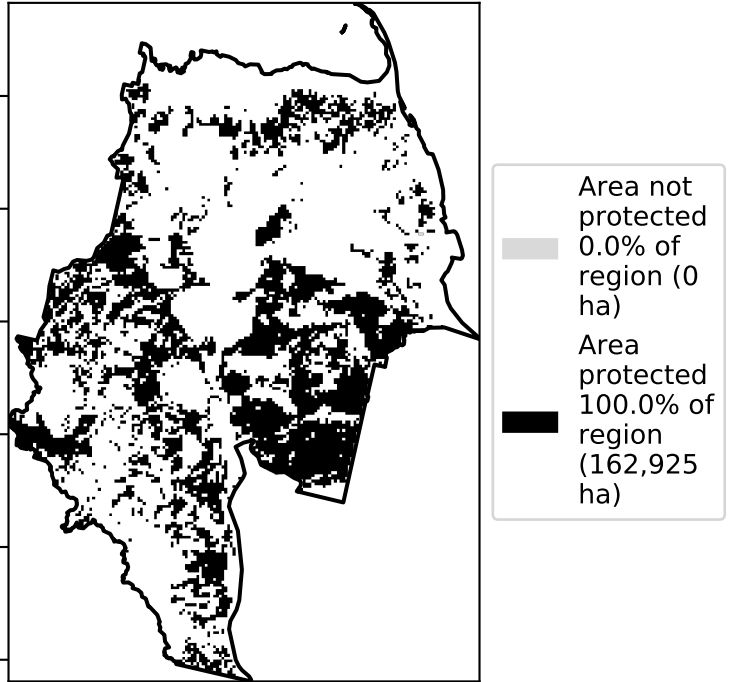 Area not
protected
0.0% of
region (0
ha)
Area
protected
100.0% of
region
(162,925
ha)